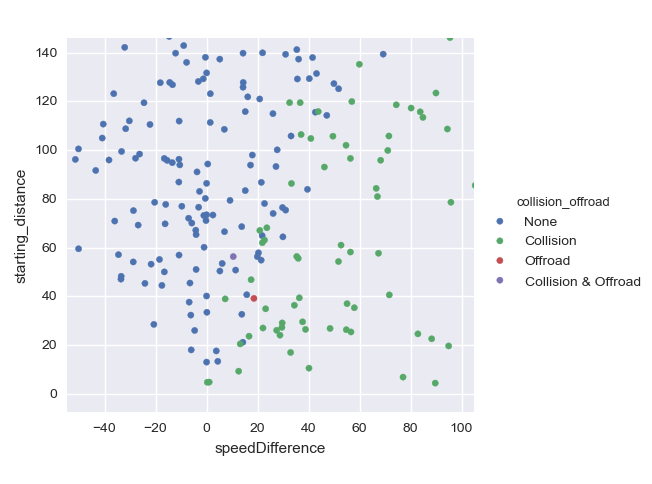 140
120
100
80
60
40
20
0
starting_distance
−40 −20 0 20 40 60 80 100
speedDifference
collision_offroad
None
Collision
Offroad
Collision & Offroad